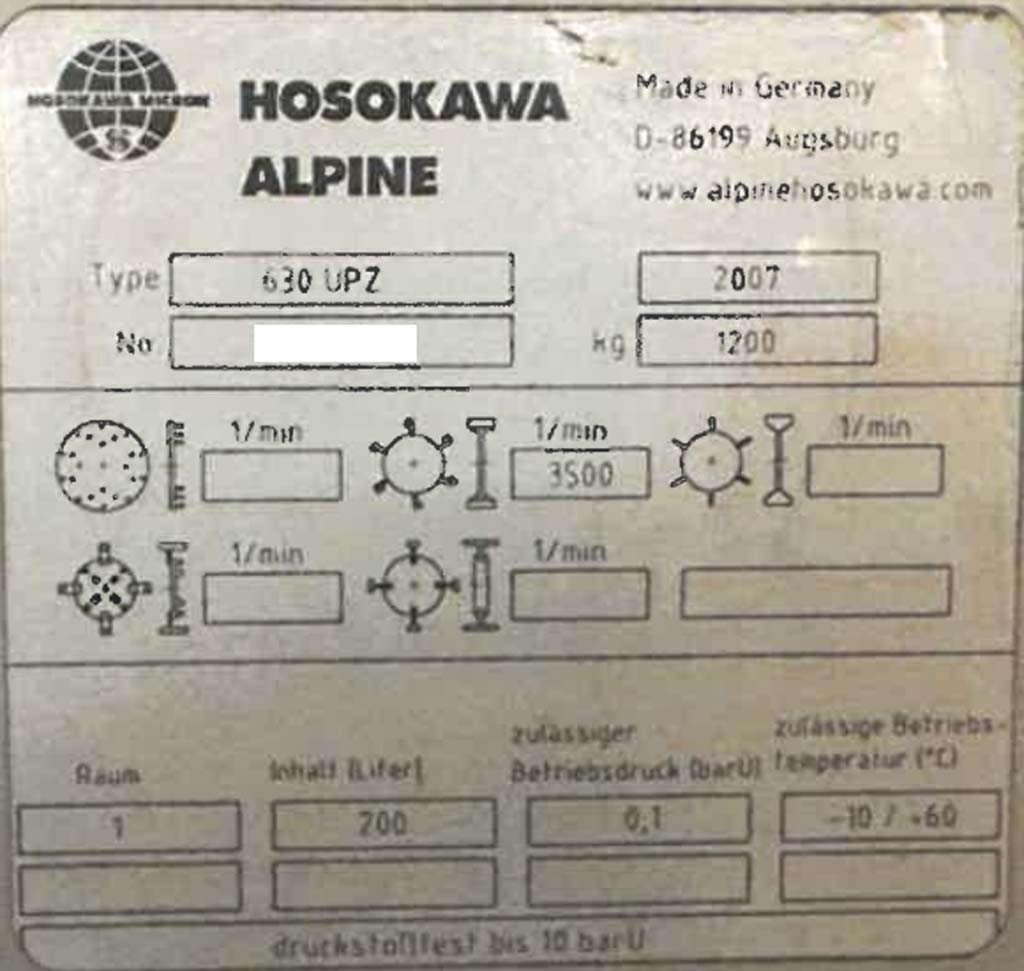 HOSOKAWA MICRON
HOSOKAWA
ALPINE
Made in Germany
D-86199 Augsburg
www.alpinehosokawa.com
Type 630 UPZ 2007
No kg 1200
1/min 1/min 3500 1/min
1/min 1/min
Raum Inhalt (Liter) zulässiger Betriebsdruck (barÜ) zulässige Betriebs-temperatur (°C)
1 200 0,1 -10 / +60
druckstoßfest bis 10 barÜ